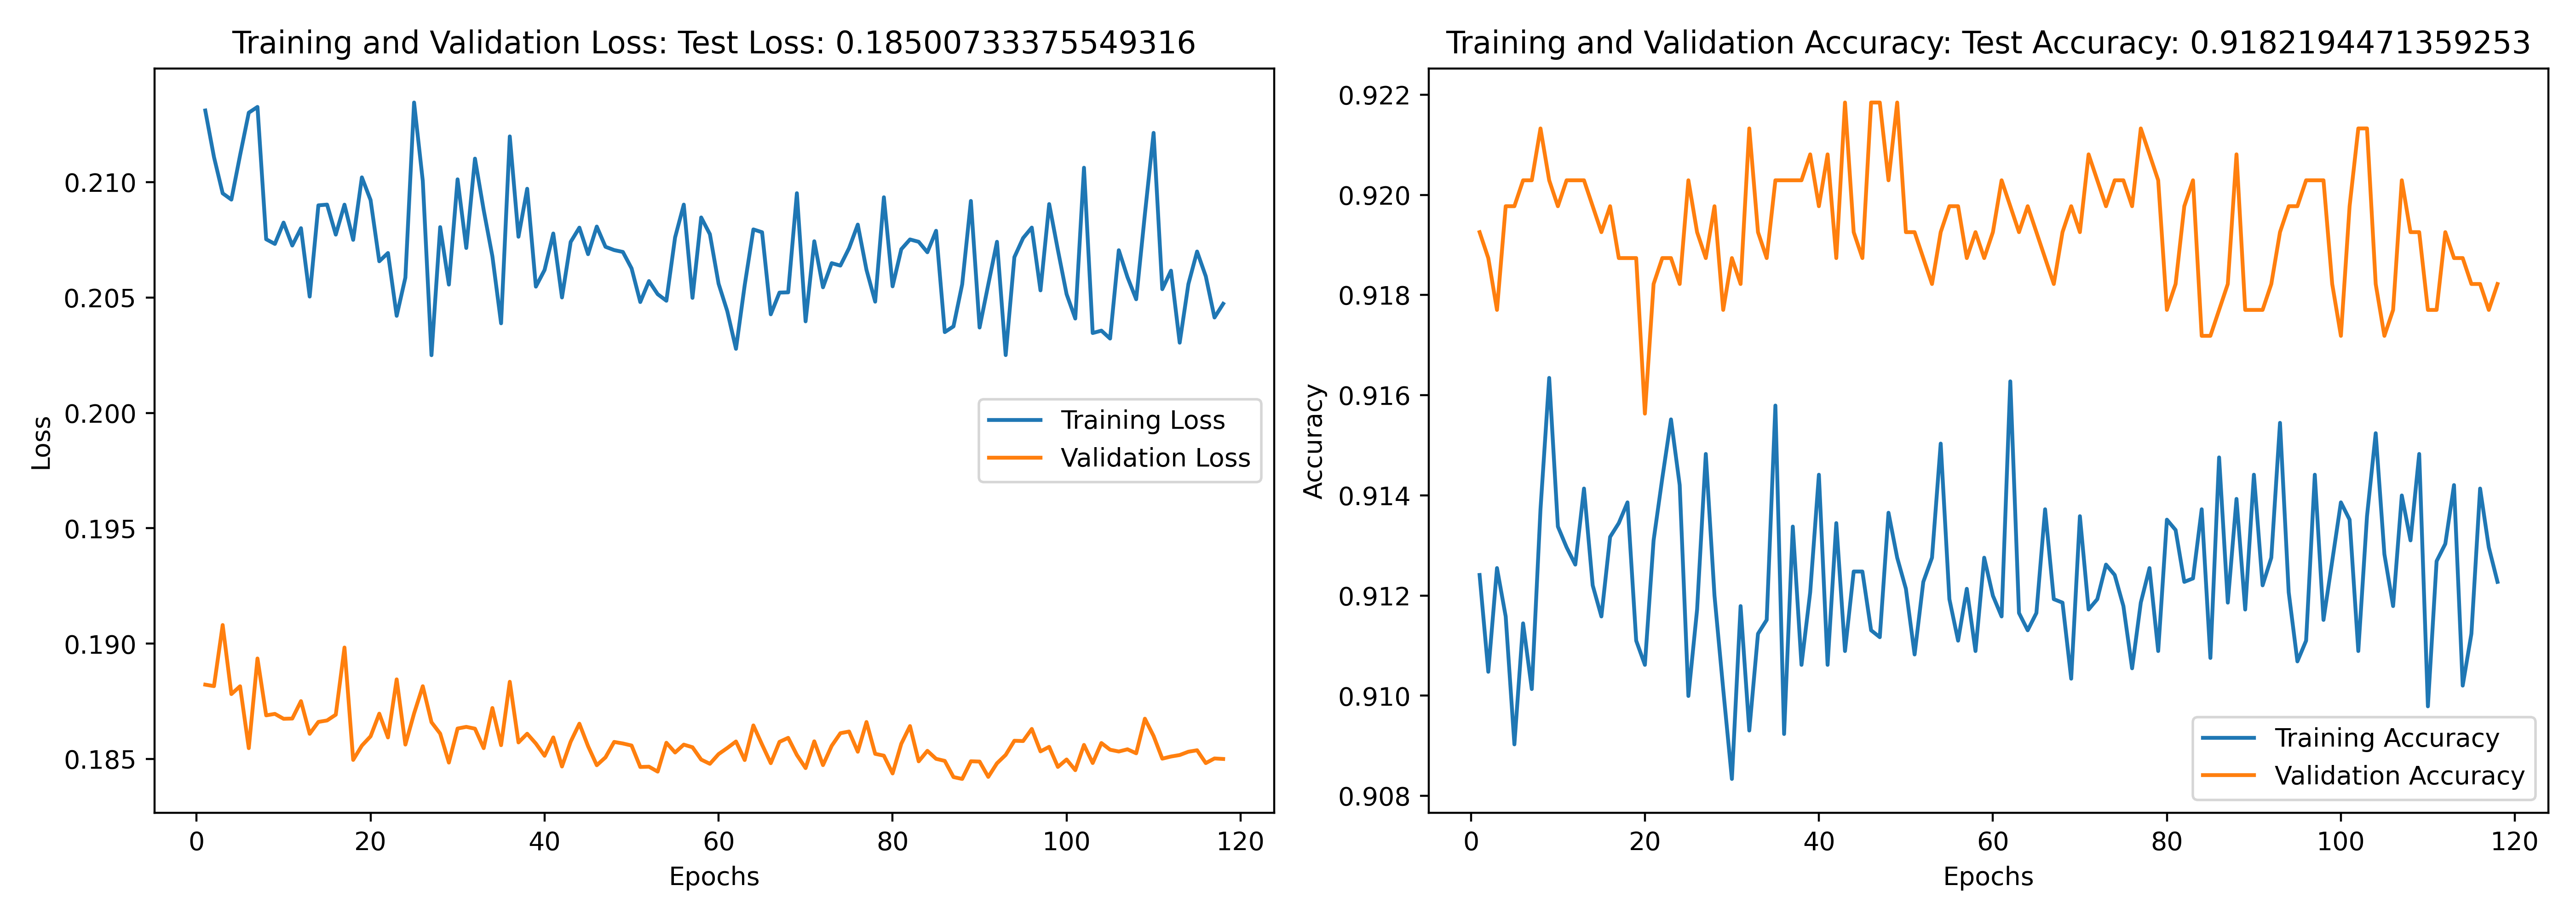 Training and Validation Loss: Test Loss: 0.18500733375549316
0.210
0.205
0.200
0.195
0.190
0.185
Loss
Training Loss
Validation Loss
0
20
40
60
80
100
120
Epochs
Training and Validation Accuracy: Test Accuracy: 0.9182194471359253
0.922
0.920
0.918
0.916
0.914
0.912
0.910
0.908
Accuracy
Training Accuracy
Validation Accuracy
0
20
40
60
80
100
120
Epochs